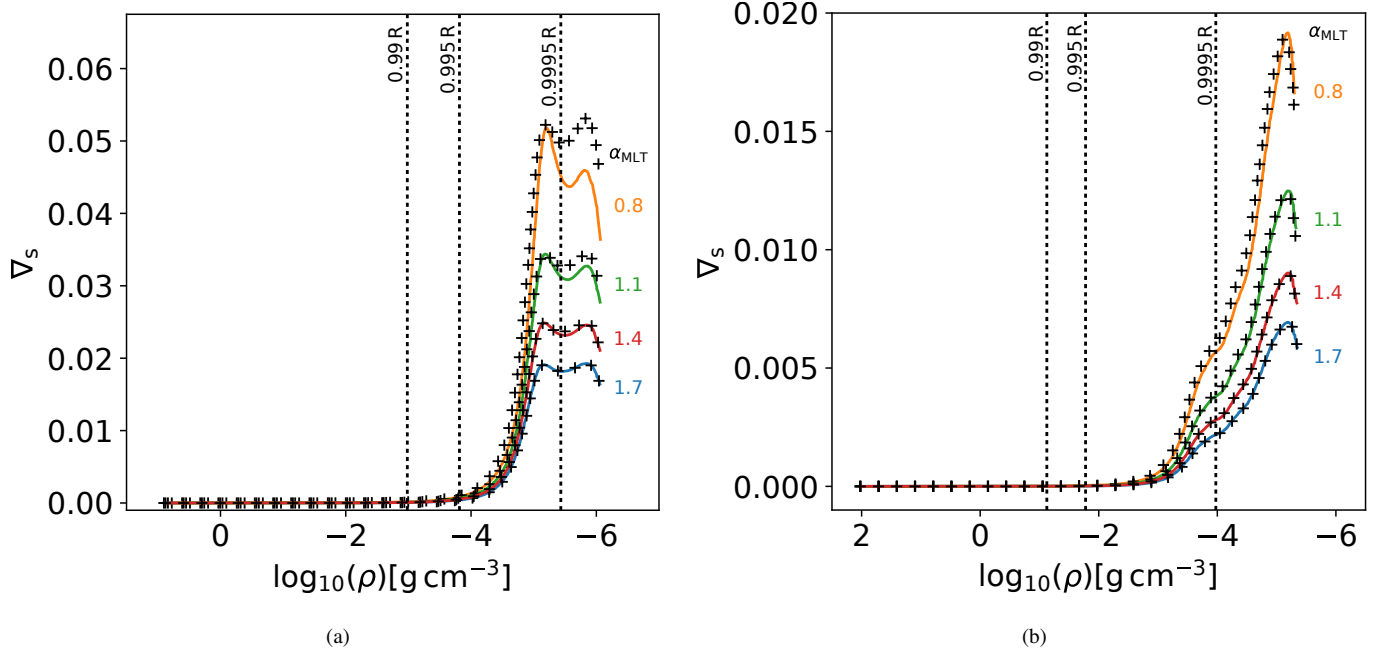 0.06
0.05
0.04
0.03
0.02
0.01
0.00
∇s
0.99 R
0.995 R
0.9995 R
αMLT
0.8
1.1
1.4
1.7
0 −2 −4 −6
log10(ρ)[g cm−3]
(a)
0.020
0.015
0.010
0.005
0.000
∇s
0.99 R
0.995 R
0.9995 R
αMLT
0.8
1.1
1.4
1.7
2 0 −2 −4 −6
log10(ρ)[g cm−3]
(b)